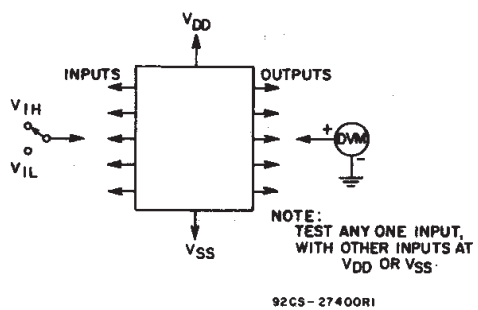 VDD
INPUTS
OUTPUTS
VIH
VIL
+
DVM
-
VSS
NOTE:
TEST ANY ONE INPUT,
WITH OTHER INPUTS AT
VDD OR VSS.
92CS-27400RI